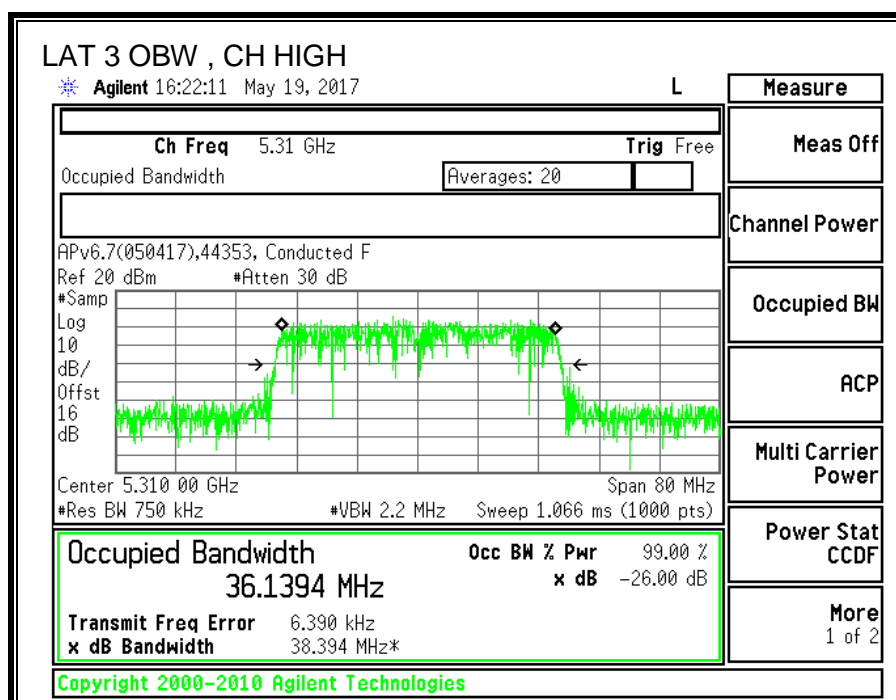 LAT 3 OBW , CH HIGH
Agilent 16:22:11 May 19, 2017 L
Measure
Ch Freq 5.31 GHz Trig Free
Meas Off
Occupied Bandwidth Averages: 20
Channel Power
APv6.7(050417),44353, Conducted F
Ref 20 dBm #Atten 30 dB
#Samp
Log
10
dB/
Offst
16
dB
Occupied BW
ACP
Center 5.310 00 GHz Span 80 MHz
#Res BW 750 kHz #VBW 2.2 MHz Sweep 1.066 ms (1000 pts)
Multi Carrier
Power
Occupied Bandwidth Occ BW % Pwr 99.00 %
36.1394 MHz x dB -26.00 dB
Power Stat
CCDF
Transmit Freq Error 6.390 kHz
x dB Bandwidth 38.394 MHz*
More
1 of 2
Copyright 2000-2010 Agilent Technologies